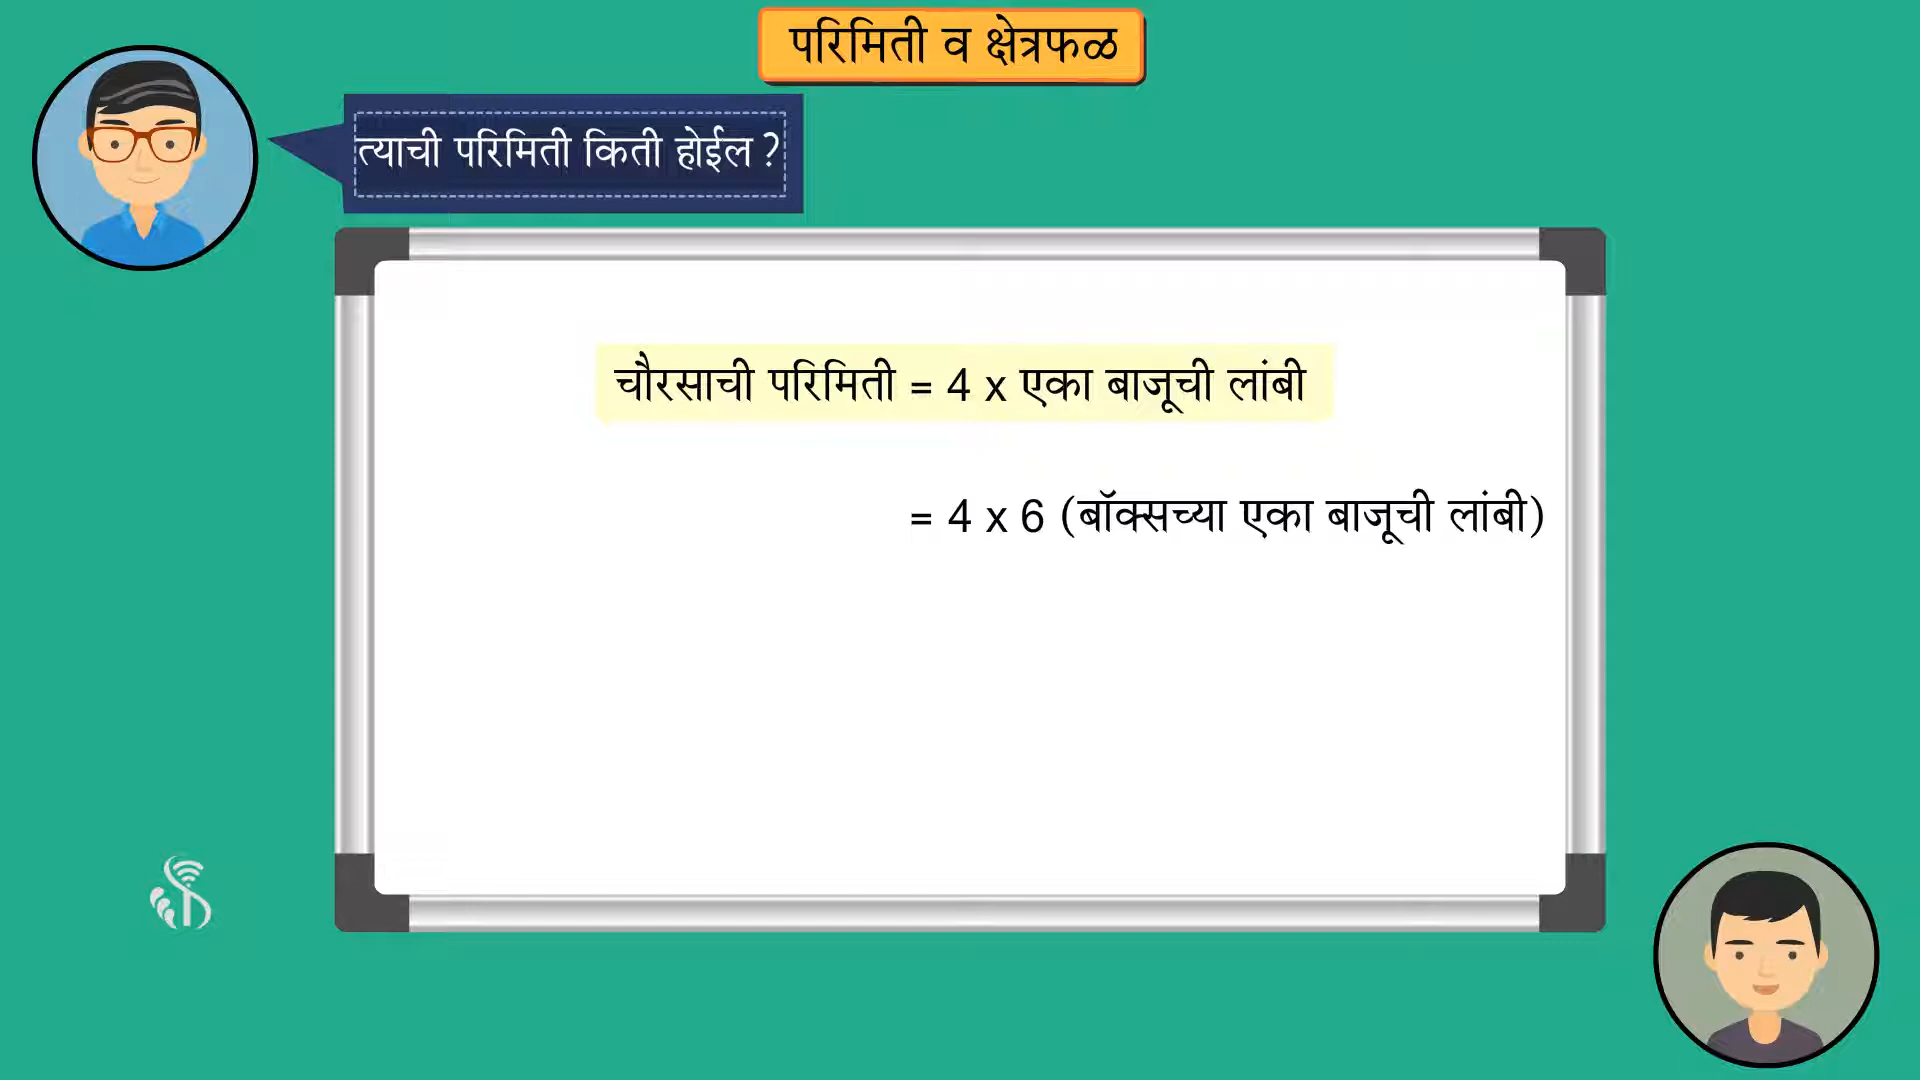 परिमिती व क्षेत्रफळ
त्याची परिमिती किती होईल ?
चौरसाची परिमिती = 4 x एका बाजूची लांबी
= 4 x 6 (बॉक्सच्या एका बाजूची लांबी)